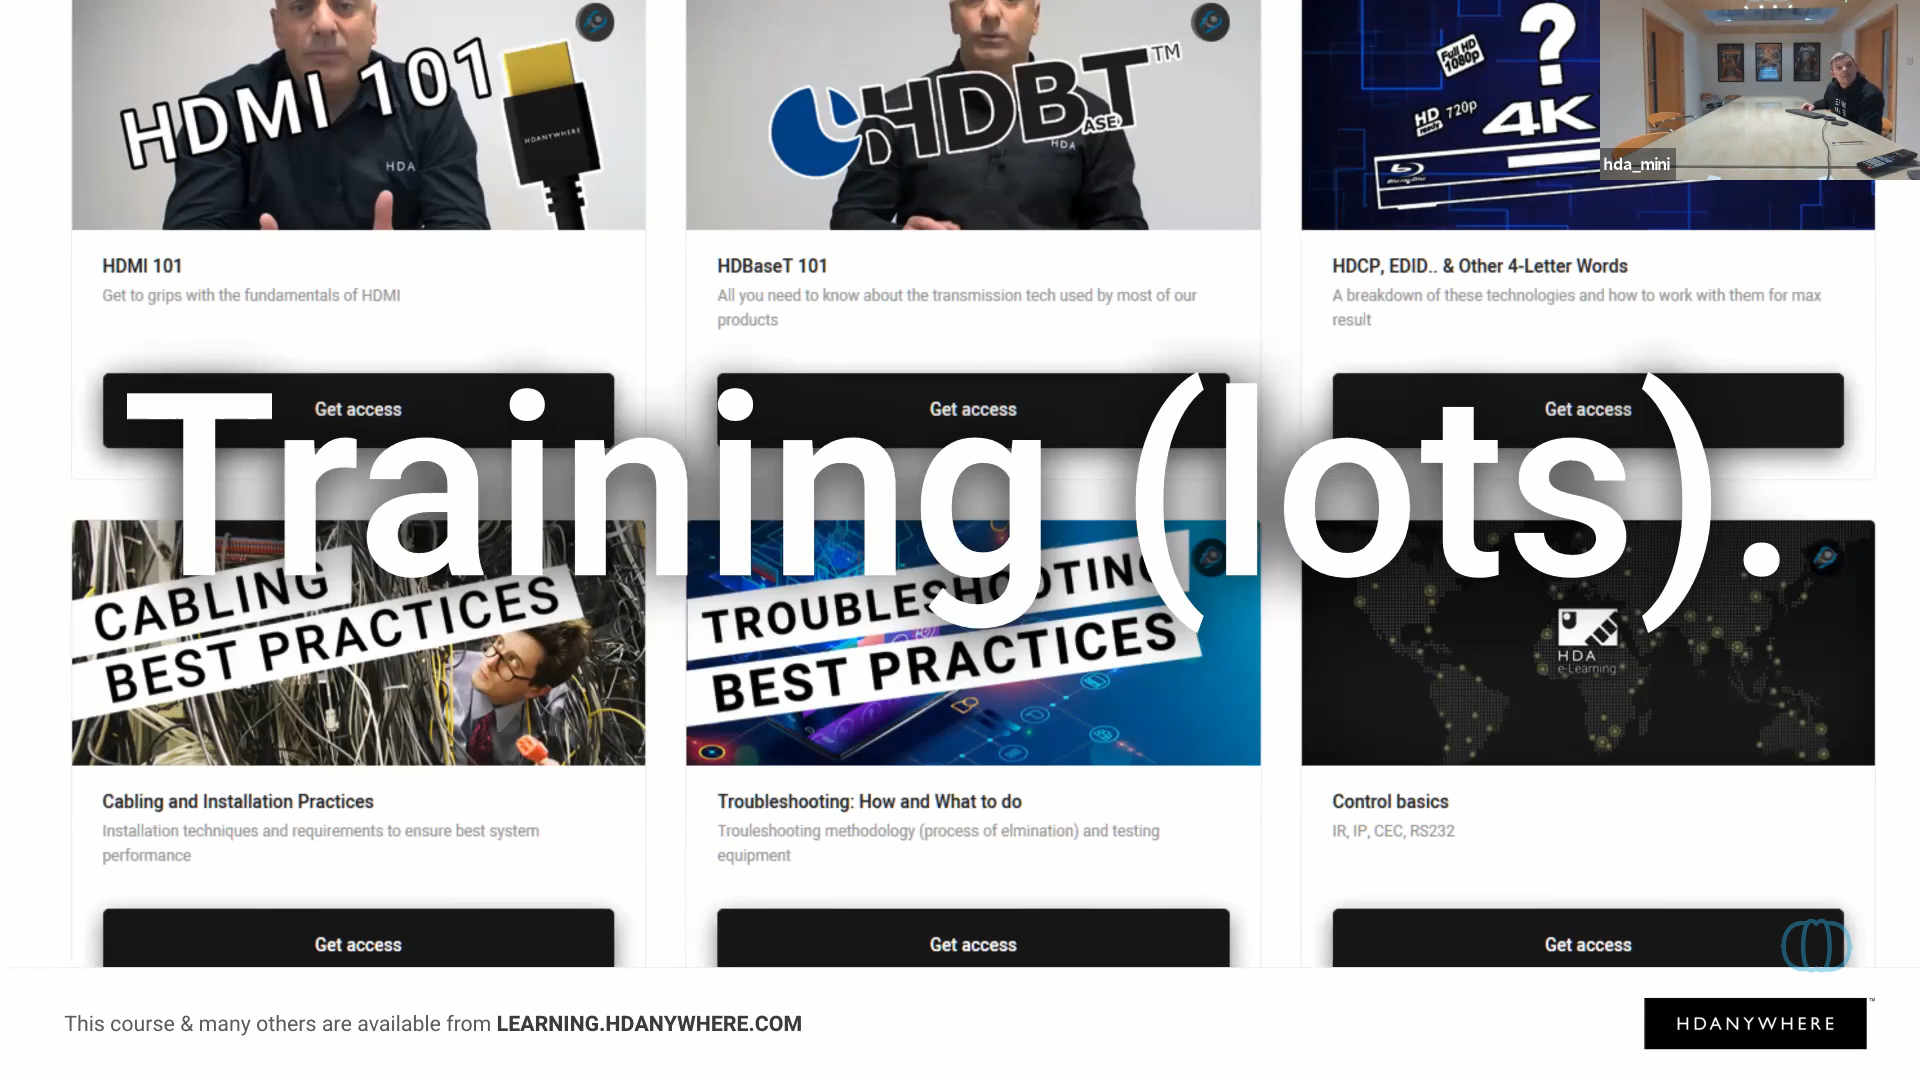 HDMI 101
HDANYWHERE
HDA
HDBT™
ASE
HDA
Full HD
1080p
?
HD
ready
720p
4K
Blu-ray Disc
hda_mini
HDMI 101
Get to grips with the fundamentals of HDMI
Get access
HDBaseT 101
All you need to know about the transmission tech used by most of our
products
Get access
HDCP, EDID.. & Other 4-Letter Words
A breakdown of these technologies and how to work with them for max
result
Get access
Training (lots).
CABLING
BEST PRACTICES
TROUBLESHOOTING
BEST PRACTICES
HDA
e-Learning
Cabling and Installation Practices
Installation techniques and requirements to ensure best system
performance
Get access
Troubleshooting: How and What to do
Trouleshooting methodology (process of elmination) and testing
equipment
Get access
Control basics
IR, IP, CEC, RS232
Get access
This course & many others are available from LEARNING.HDANYWHERE.COM
HDANYWHERE™